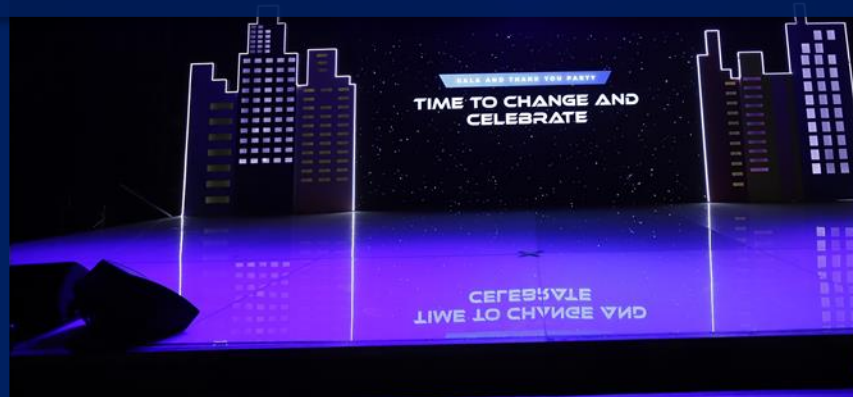 GALA AND THANK YOU PARTY
TIME TO CHANGE AND
CELEBRATE